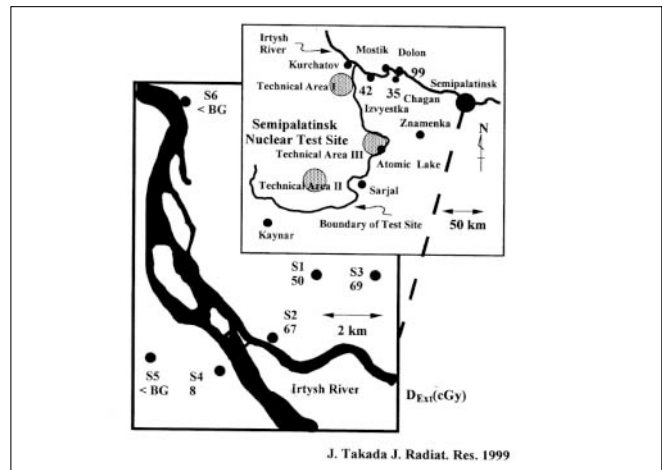 Irtysh
River
Mostik
Dolon
Kurchatov
99
Semipalatinsk
Technical Area I
42
35
Chagan
Izvyestka
Znamenka
N
Semipalatinsk
Nuclear Test Site
Technical Area III
Atomic Lake
Technical Area II
Sarjal
Boundary of Test Site
50 km
Kaynar
S6
< BG
S1
50
S3
69
S2
67
2 km
S5
< BG
S4
8
Irtysh River
DExt(cGy)
J. Takada J. Radiat. Res. 1999